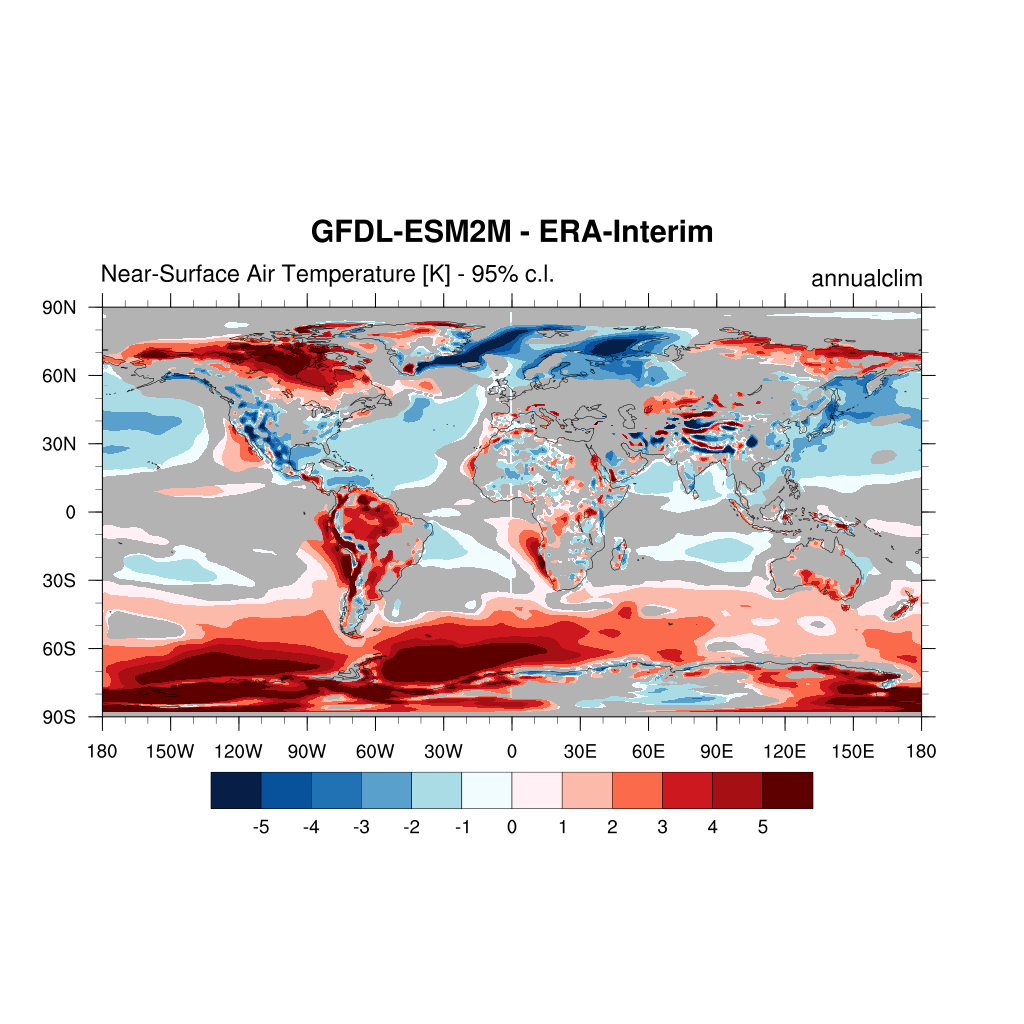 GFDL-ESM2M - ERA-Interim
Near-Surface Air Temperature [K] - 95% c.l.
annualclim
90N
60N
30N
0
30S
60S
90S
180 150W 120W 90W 60W 30W 0 30E 60E 90E 120E 150E 180
-5 -4 -3 -2 -1 0 1 2 3 4 5